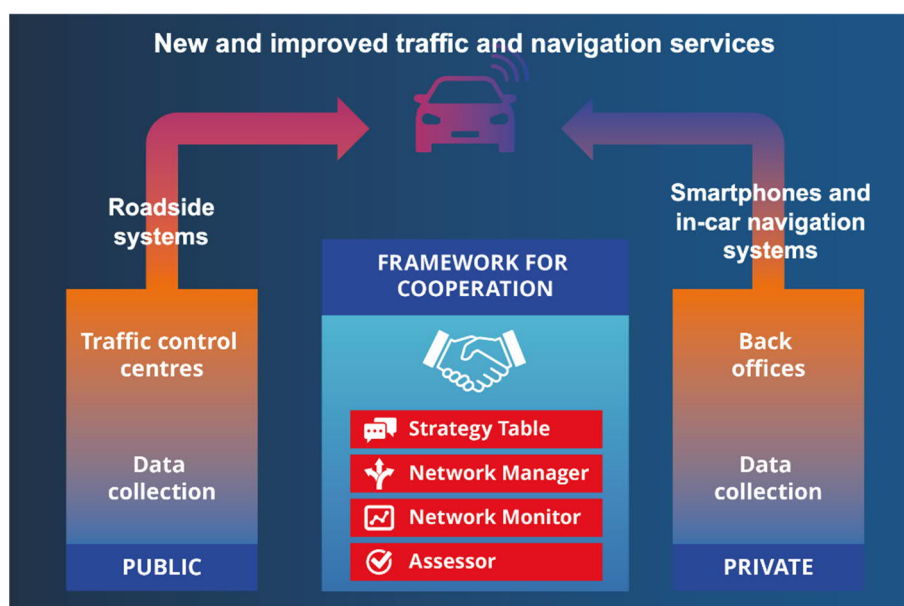 New and improved traffic and navigation services
Roadside
systems
Smartphones and
in-car navigation
systems
FRAMEWORK FOR
COOPERATION
Traffic control
centres
Data
collection
PUBLIC
Strategy Table
Network Manager
Network Monitor
Assessor
Back
offices
Data
collection
PRIVATE